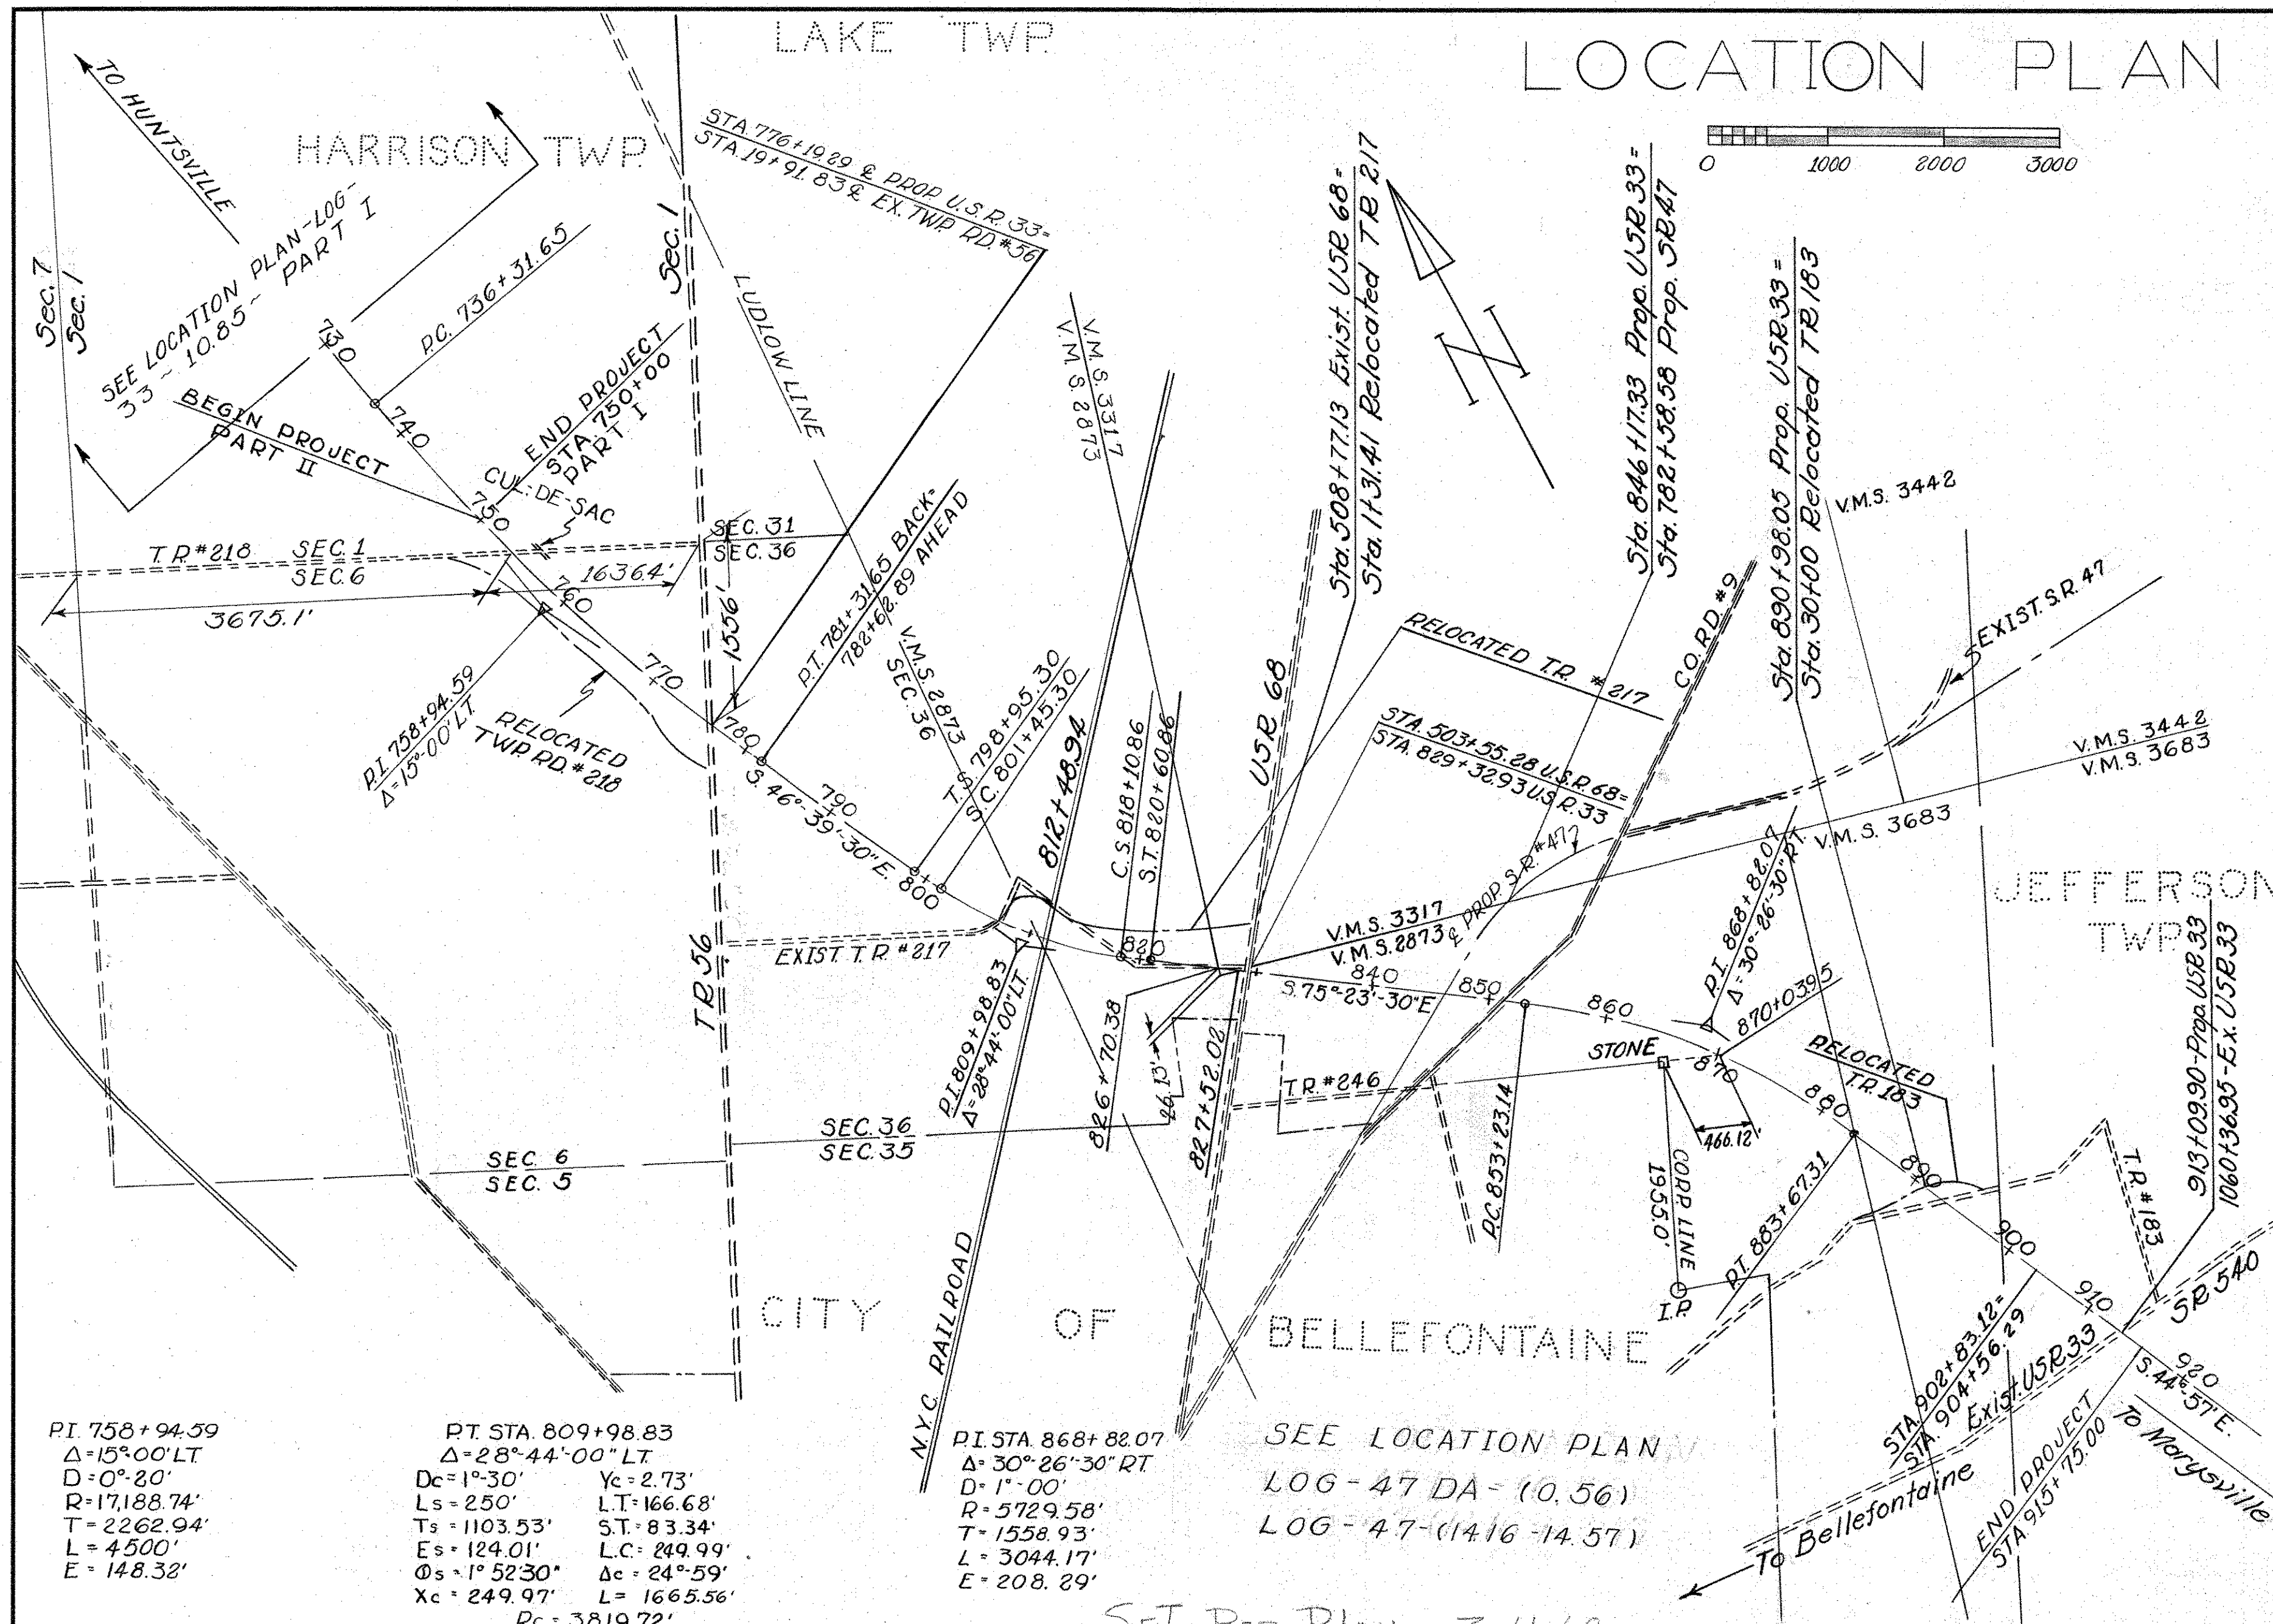 LAKE TWP.
LOCATION PLAN
0 1000 2000 3000
TO HUNTSVILLE
HARRISON TWP.
STA. 776+19.29 ℄ PROP. U.S.R. 33=
STA. 19+91.83 ℄ EX. TWP. RD. #56
Sec. 7
Sec. 1
SEE LOCATION PLAN-LOG-
33 - 10.85 - PART I
P.C. 736+31.65
730
740
BEGIN PROJECT
PART II
END PROJECT
STA. 750+00
PART I
CUL-DE-SAC
750
Sec. 1
LUDLOW LINE
V.M.S. 3317
V.M.S. 2873
Sta. 508+77.13 Exist. USR 68=
Sta. 11+31.41 Relocated TR 217
N
Sta. 846+17.33 Prop. USR 33=
Sta. 782+58.58 Prop. SR 47
Sta. 890+98.05 Prop. USR 33=
Sta. 30+00 Relocated TR. 183
V.M.S. 3442
EXIST. S.R. 47
T.R. #218 SEC. 1
SEC. 6
3675.1'
1636.4'
SEC. 31
SEC. 36
1556'
760
770
P.I. 758+94.59
Δ=15°-00' LT.
RELOCATED
TWP. RD. #218
P.T. 781+31.65 BACK=
782+62.89 AHEAD
780
S. 46°-39'-30" E.
790
800
V.M.S. 2873
SEC. 36
T.S. 798+95.30
S.C. 801+45.30
812+48.94
C.S. 818+10.86
S.T. 820+60.86
USR 68
RELOCATED T.R. #217
CO. RD. #9
STA. 503+55.28 U.S.R. 68=
STA. 829+32.93 U.S.R. 33
V.M.S. 3442
V.M.S. 3683
V.M.S. 3683
℄ PROP. S.R. #47
V.M.S. 3317
V.M.S. 2873
JEFFERSON
TWP.
EXIST. T.R. #217
TR 56
P.I. 809+98.83
Δ=28°-44'-00" LT.
820
840
S. 75°-23'-30" E
850
860
P.I. 868+82.07
Δ=30°-26'-30" RT.
870+03.95
STONE
870
826+70.38
26.13'
827+52.02
T.R. #246
P.C. 853+23.14
466.12'
RELOCATED
T.R. 183
880
890
CORP. LINE
1955.0'
I.P.
P.T. 883+67.31
T.R. #183
913+09.90-Prop. USR 33
1060+36.95-Ex. USR 33
SEC. 36
SEC. 35
SEC. 6
SEC. 5
N.Y.C. RAILROAD
CITY OF BELLEFONTAINE
900
910
SR 540
920
S. 44°-57' E.
STA. 902+83.12=
STA. 904+56.29
Exist. USR 33
To Bellefontaine
END PROJECT
STA. 915+75.00
To Marysville
P.I. 758+94.59
Δ=15°00' LT.
D=0°-20'
R=17,188.74'
T=2262.94'
L=4500'
E=148.32'
P.T. STA. 809+98.83
Δ=28°-44'-00" LT.
Dc=1°-30' Yc=2.73'
Ls=250' L.T.=166.68'
Ts=1103.53' S.T.=83.34'
Es=124.01' L.C.=249.99'
Φs=1°52'30" Δc=24°-59'
Xc=249.97' L=1665.56'
Rc=3819.72'
P.I. STA. 868+82.07
Δ=30°-26'-30" RT.
D=1°-00'
R=5729.58'
T=1558.93'
L=3044.17'
E=208.29'
SEE LOCATION PLAN
LOG-47 DA-(0.56)
LOG-47-(14.16-14.57)